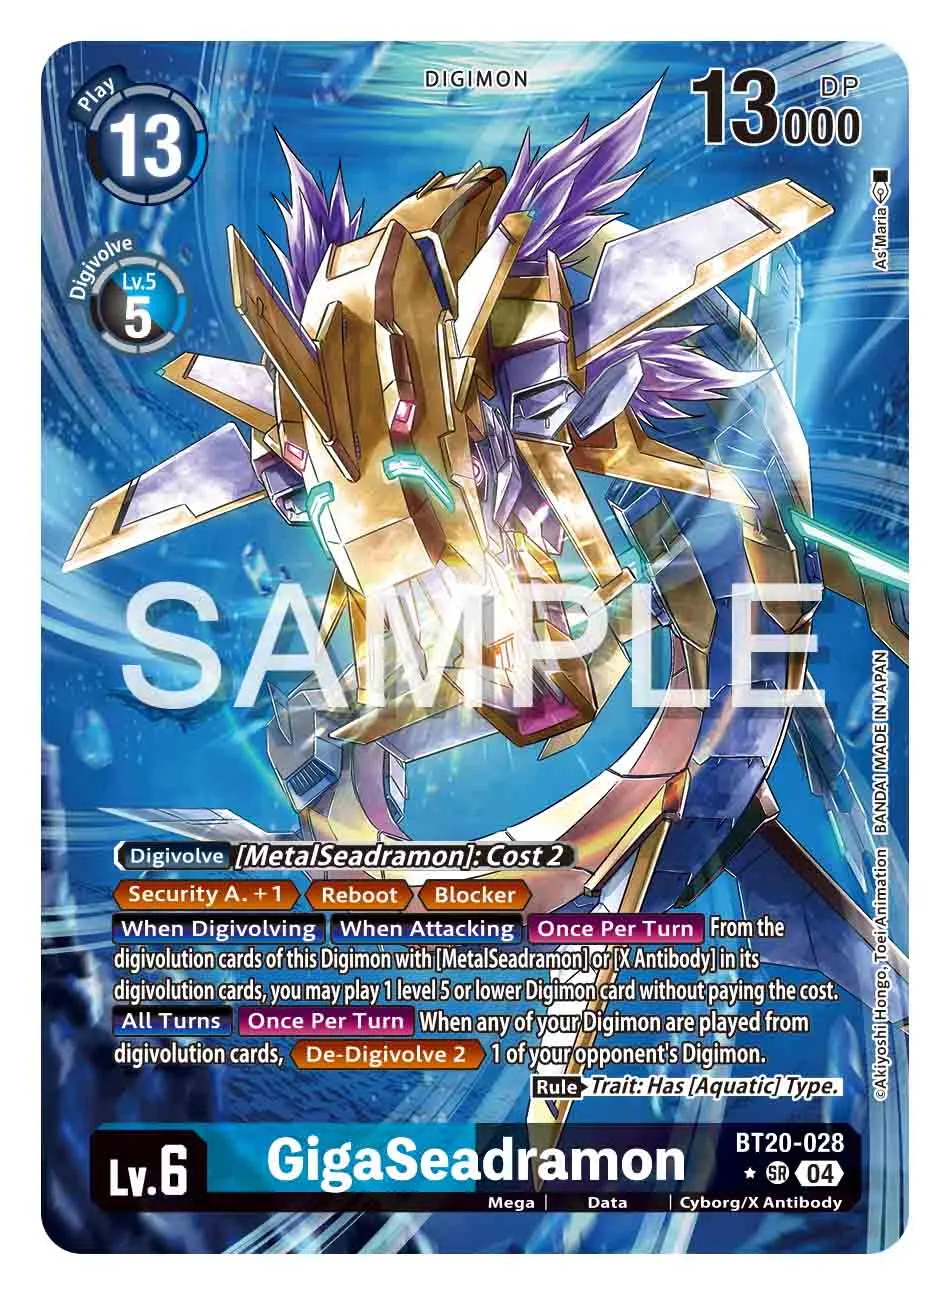 DIGIMON
Play
13
13000
DP
Digivolve
Lv.5
5
As'Maria
SAMPLE
Digivolve [MetalSeadramon]: Cost 2
Security A. +1 Reboot Blocker
When Digivolving When Attacking Once Per Turn From the
digivolution cards of this Digimon with [MetalSeadramon] or [X Antibody] in its
digivolution cards, you may play 1 level 5 or lower Digimon card without paying the cost.
All Turns Once Per Turn When any of your Digimon are played from
digivolution cards, De-Digivolve 2 1 of your opponent's Digimon.
Rule Trait: Has [Aquatic] Type.
©Akiyoshi Hongo, Toei Animation BANDAI MADE IN JAPAN
Lv.6
GigaSeadramon
BT20-028
SR 04
Mega | Data | Cyborg/X Antibody